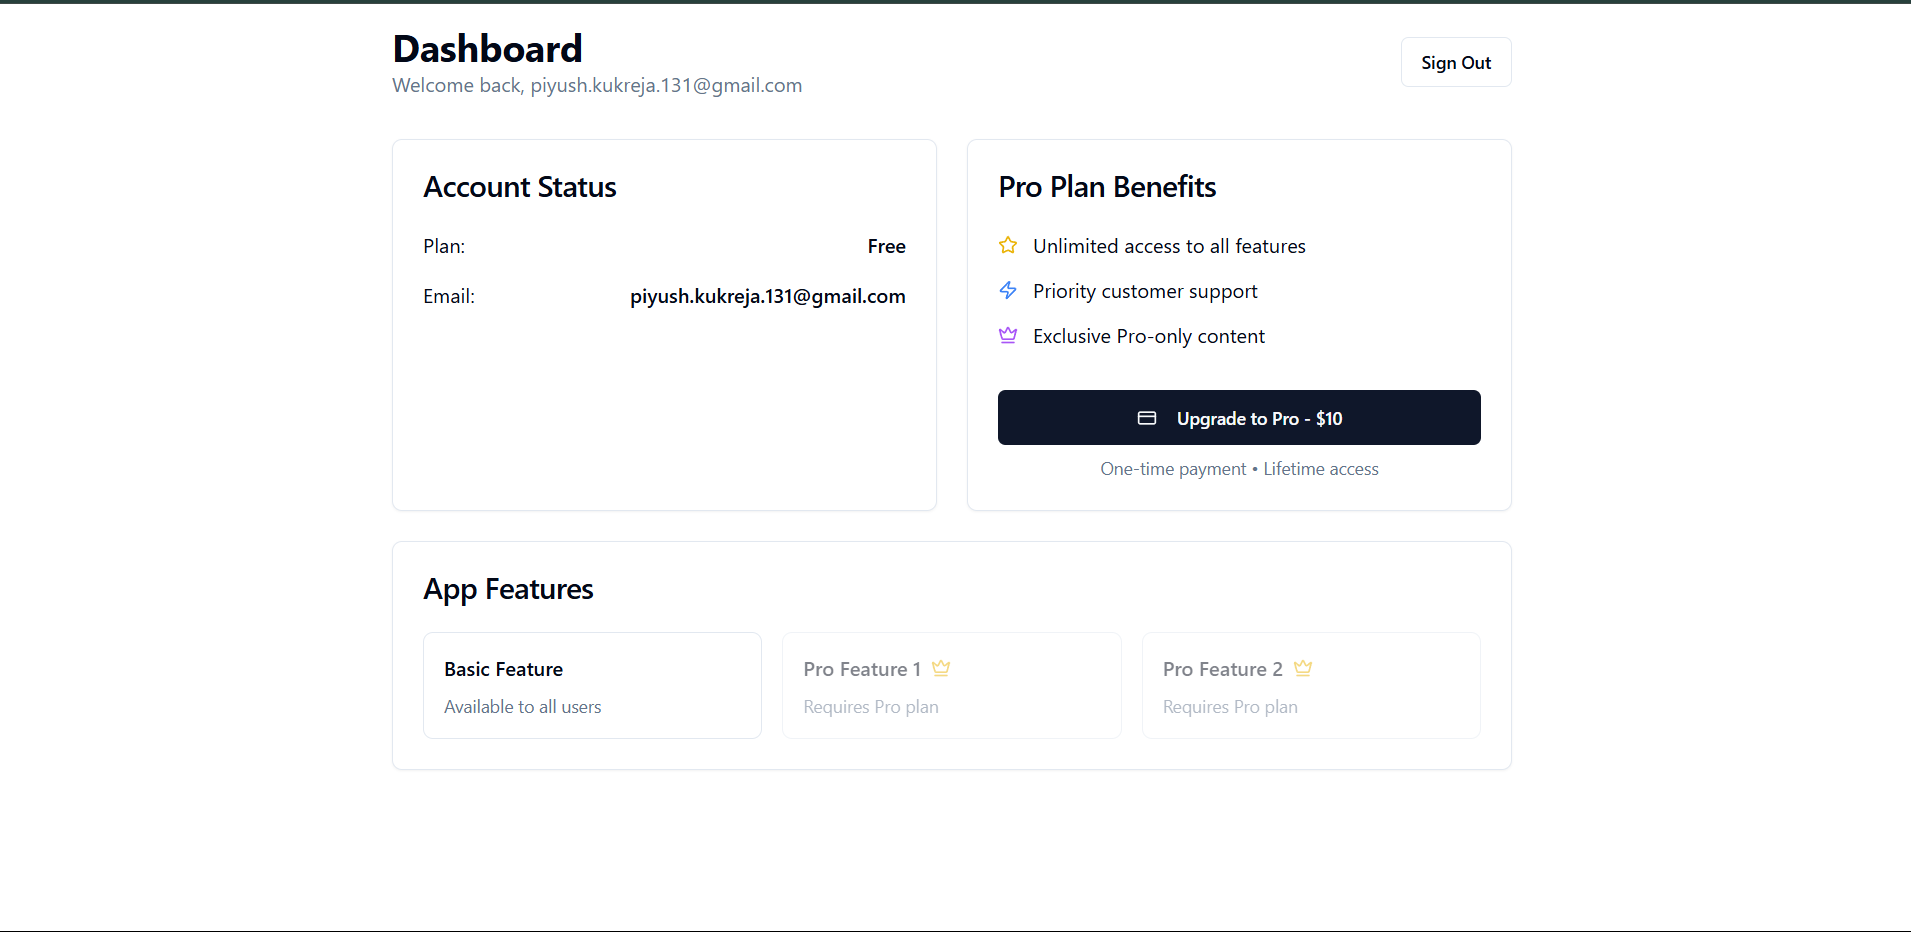 Dashboard
Welcome back, piyush.kukreja.131@gmail.com
Sign Out
Account Status
Plan: Free
Email: piyush.kukreja.131@gmail.com
Pro Plan Benefits
Unlimited access to all features
Priority customer support
Exclusive Pro-only content
Upgrade to Pro - $10
One-time payment • Lifetime access
App Features
Basic Feature
Available to all users
Pro Feature 1
Requires Pro plan
Pro Feature 2
Requires Pro plan